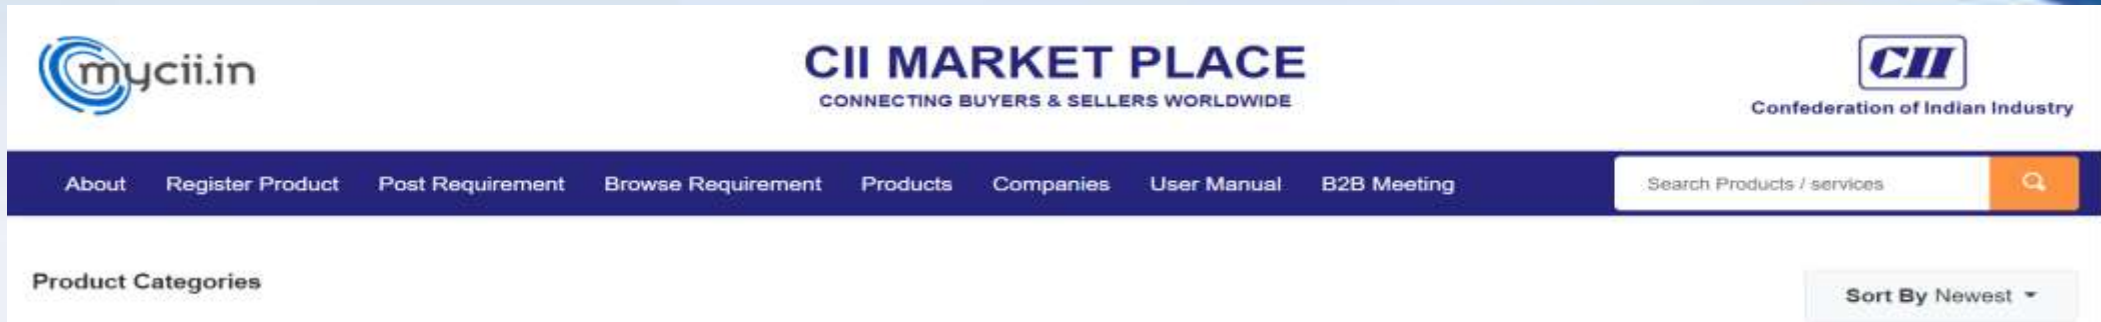 mycii.in
CII MARKET PLACE
CONNECTING BUYERS & SELLERS WORLDWIDE
CII
Confederation of Indian Industry
About Register Product Post Requirement Browse Requirement Products Companies User Manual B2B Meeting Search Products / services
Product Categories
Sort By Newest